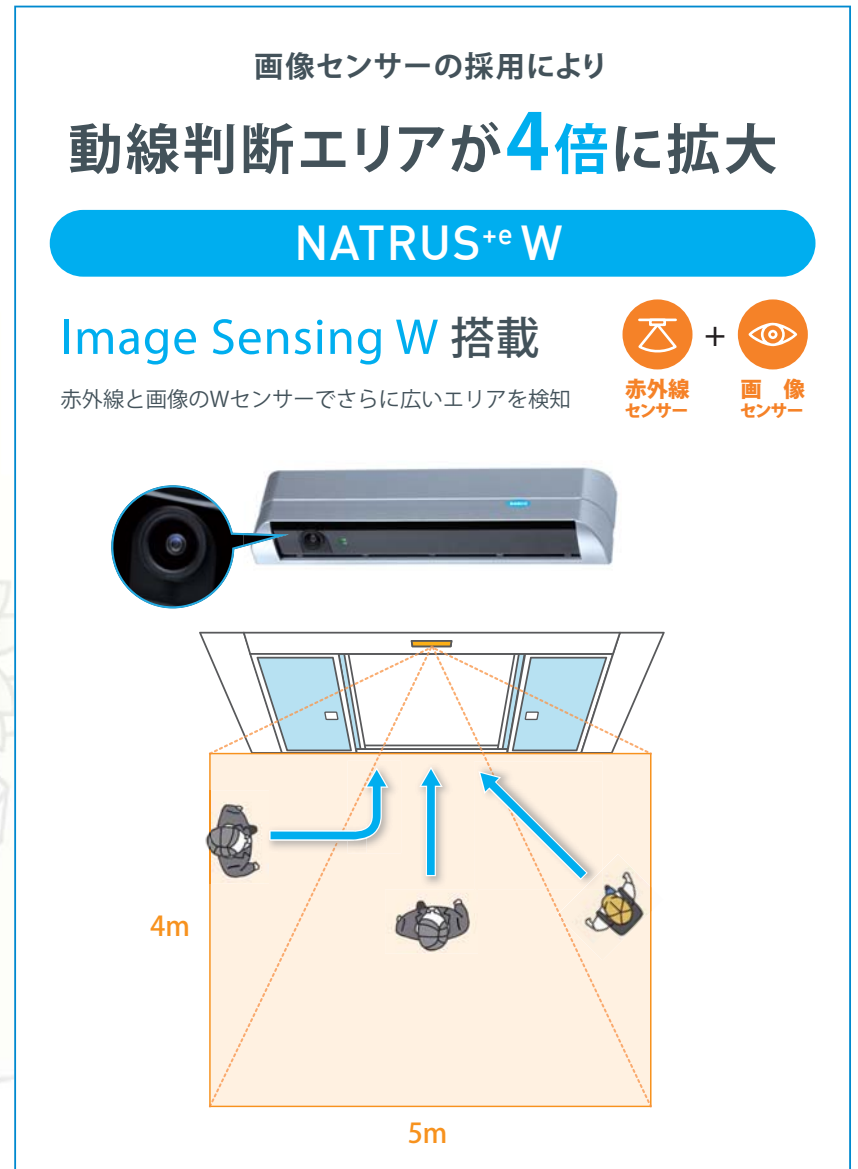 画像センサーの採用により
動線判断エリアが4倍に拡大
NATRUS+e W
Image Sensing W 搭載
赤外線と画像のWセンサーでさらに広いエリアを検知
赤外線
センサー
+
画 像
センサー
4m
5m